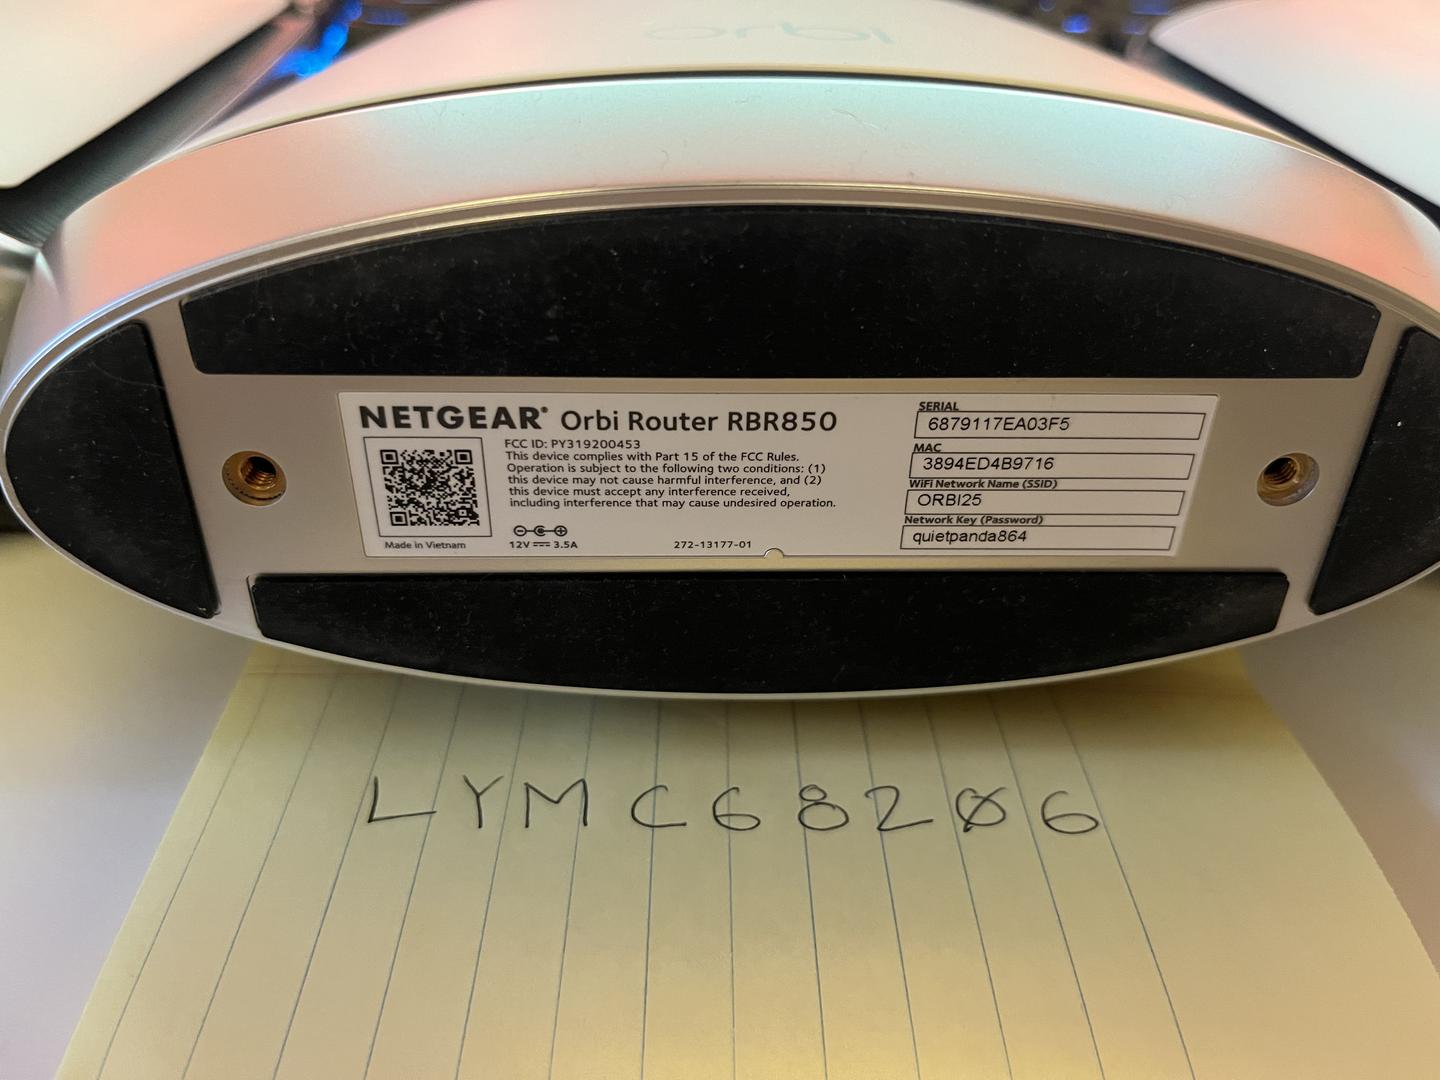 orbi
NETGEAR® Orbi Router RBR850
FCC ID: PY319200453
This device complies with Part 15 of the FCC Rules.
Operation is subject to the following two conditions: (1)
this device may not cause harmful interference, and (2)
this device must accept any interference received,
including interference that may cause undesired operation.
Made in Vietnam
12V ⎓ 3.5A
272-13177-01
SERIAL
6879117EA03F5
MAC
3894ED4B9716
WiFi Network Name (SSID)
ORBI25
Network Key (Password)
quietpanda864
LYMC68206